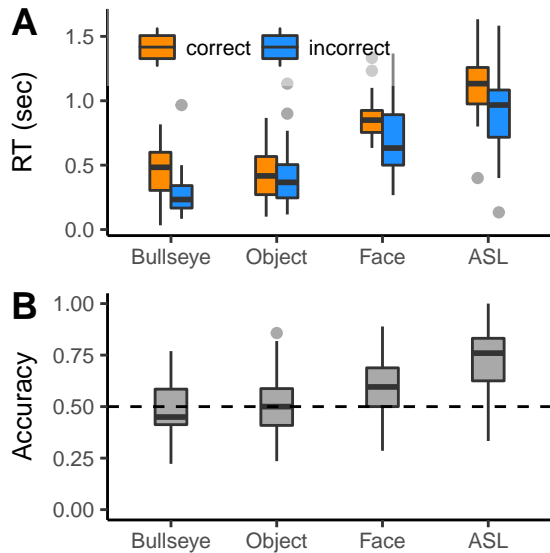 A
RT (sec)
1.5
1.0
0.5
0.0
correct
incorrect
Bullseye
Object
Face
ASL
B
Accuracy
1.00
0.75
0.50
0.25
0.00
Bullseye
Object
Face
ASL